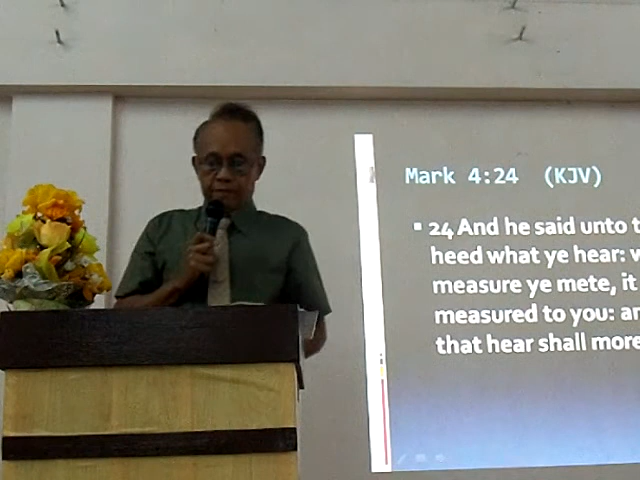 Mark 4:24 (KJV)
▪ 24 And he said unto
heed what ye hear:
measure ye mete, it
measured to you:
that hear shall more